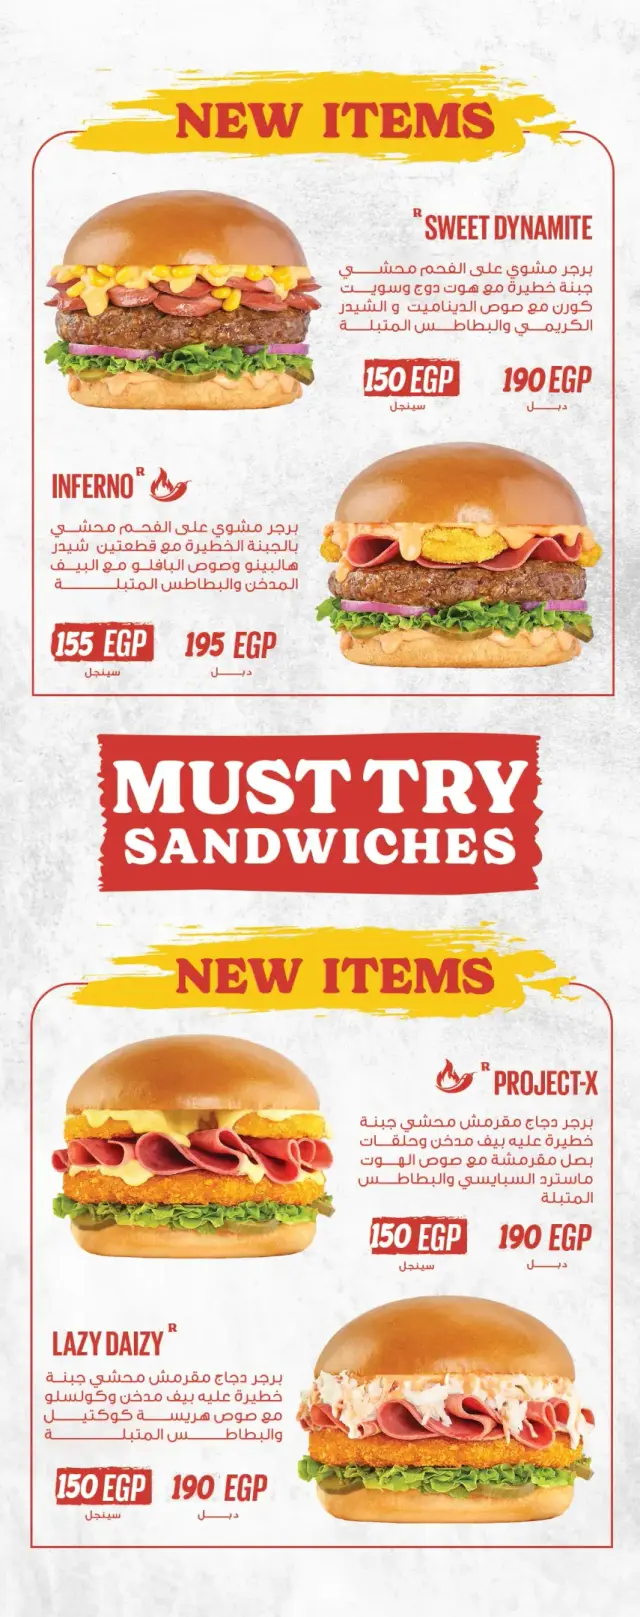 NEW ITEMS
SWEET DYNAMITE R
برجر مشوي على الفحم محشي
جبنة خطيرة مع هوت دوج وسويت
كورن مع صوص الديناميت و الشيدر
الكريمي والبطاطس المتبلة
150 EGP 190 EGP
سينجل دبل
INFERNO R
برجر مشوي على الفحم محشي
بالجبنة الخطيرة مع قطعتين شيدر
هالبينو وصوص البافلو مع البيف
المدخن والبطاطس المتبلة
155 EGP 195 EGP
سينجل دبل
MUST TRY
SANDWICHES
NEW ITEMS
R PROJECT-X
برجر دجاج مقرمش محشي جبنة
خطيرة عليه بيف مدخن وحلقات
بصل مقرمشة مع صوص الهوت
ماسترد السبايسي والبطاطس
المتبلة
150 EGP 190 EGP
سينجل دبل
LAZY DAIZY R
برجر دجاج مقرمش محشي جبنة
خطيرة عليه بيف مدخن وكولسلو
مع صوص هريسة كوكتيل
والبطاطس المتبلة
150 EGP 190 EGP
سينجل دبل